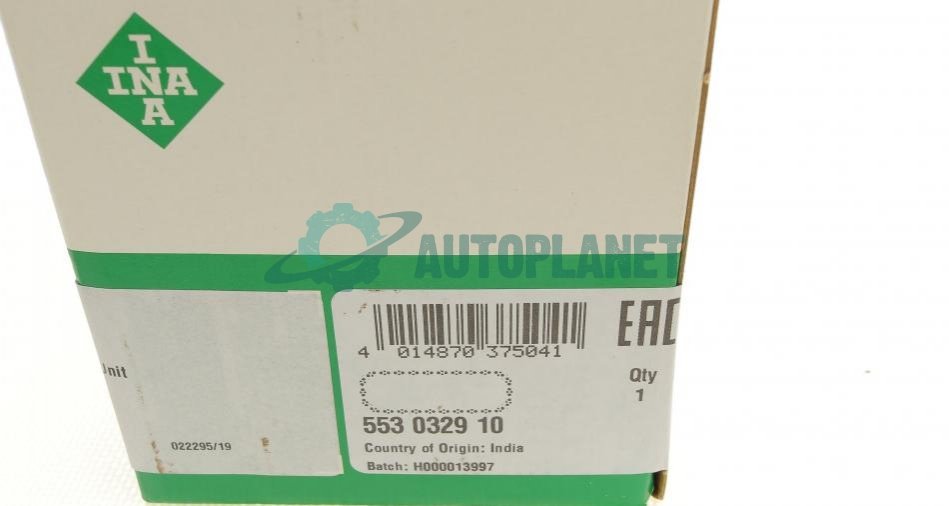 INA
INA
AUTOPLANET
EAC
4 014870 375041
Unit
Qty
1
553 0329 10
022295/19
Country of Origin: India
Batch: H000013997